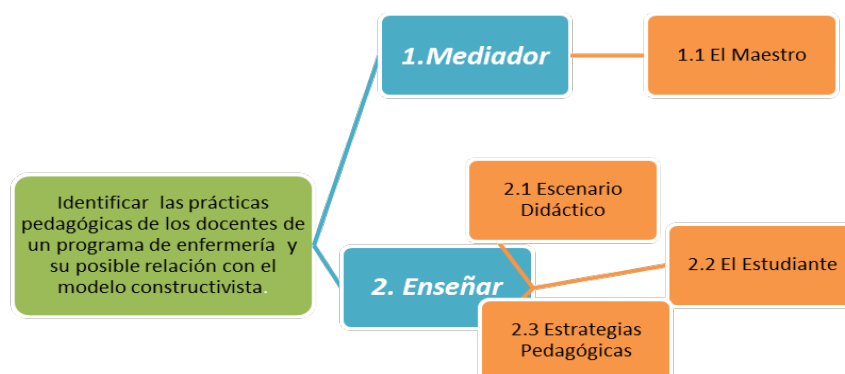 1.Mediador
1.1 El Maestro
Identificar las prácticas
pedagógicas de los docentes de
un programa de enfermería y
su posible relación con el
modelo constructivista.
2. Enseñar
2.1 Escenario
Didáctico
2.2 El Estudiante
2.3 Estrategias
Pedagógicas